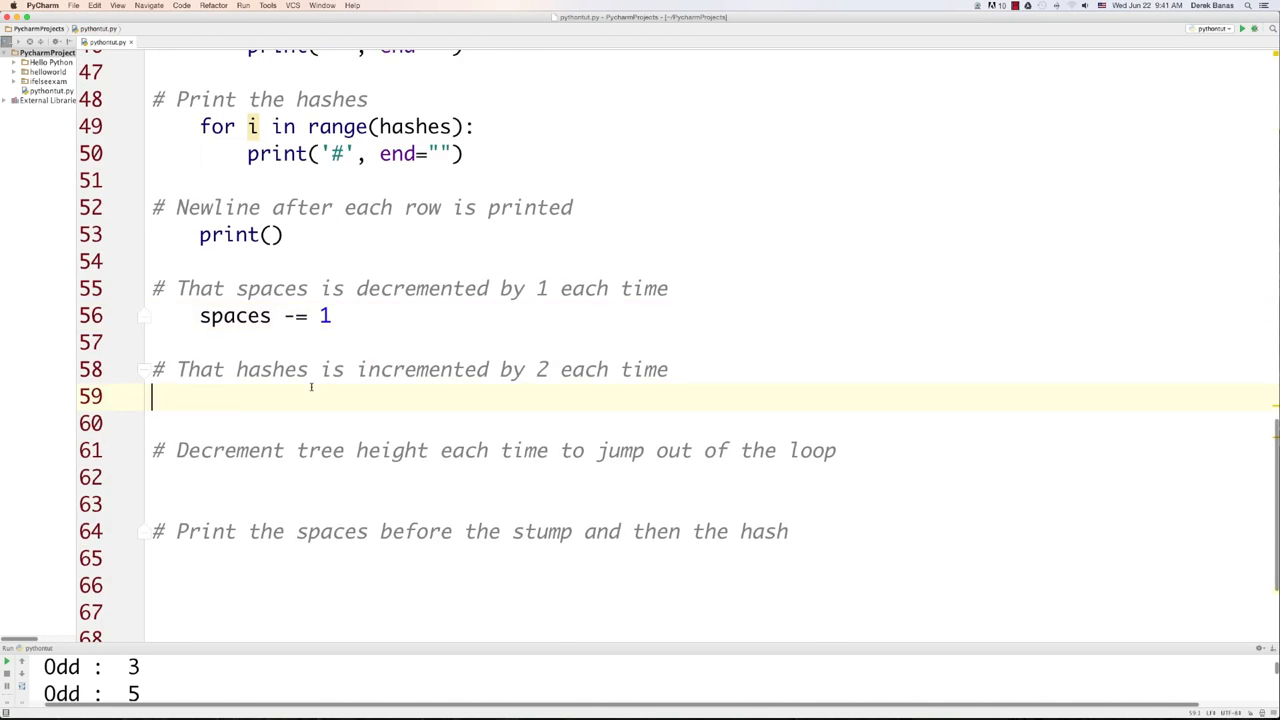 PyCharm File Edit View Navigate Code Refactor Run Tools VCS Window Help 10 Wed Jun 22 9:41 AM Derek Banas
pythontut.py - PycharmProjects - [~/PycharmProjects]
PycharmProjects pythontut.py pythontut
pythontut.py ×
PycharmProject
Hello Python
helloworld
ifelseexam
pythontut.py
External Librarie
47
48 # Print the hashes
49 for i in range(hashes):
50 print('#', end="")
51
52 # Newline after each row is printed
53 print()
54
55 # That spaces is decremented by 1 each time
56 spaces -= 1
57
58 # That hashes is incremented by 2 each time
59
60
61 # Decrement tree height each time to jump out of the loop
62
63
64 # Print the spaces before the stump and then the hash
65
66
67
68
Run pythontut
Odd : 3
Odd : 5
59:1 LF÷ UTF-8÷